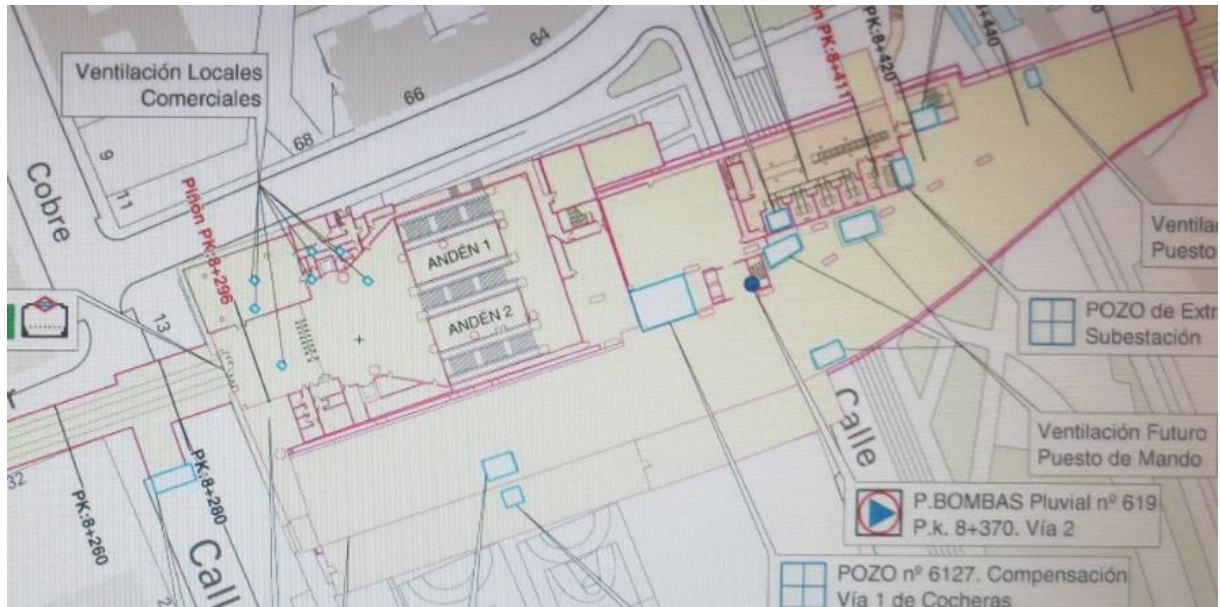 Ventilación Locales
Comerciales
64
66
68
9
11
Cobre
Piñon PK:8+296
13
ANDÉN 1
ANDÉN 2
PK:8+411
PK:8+420
Puesto
POZO de Extr
Subestación
Ventilación Futuro
Puesto de Mando
Calle
P.BOMBAS Pluvial nº 619
P.k. 8+370. Vía 2
POZO nº 6127. Compensación
Vía 1 de Cocheras
32
PK:8+260
PK:8+280
Call